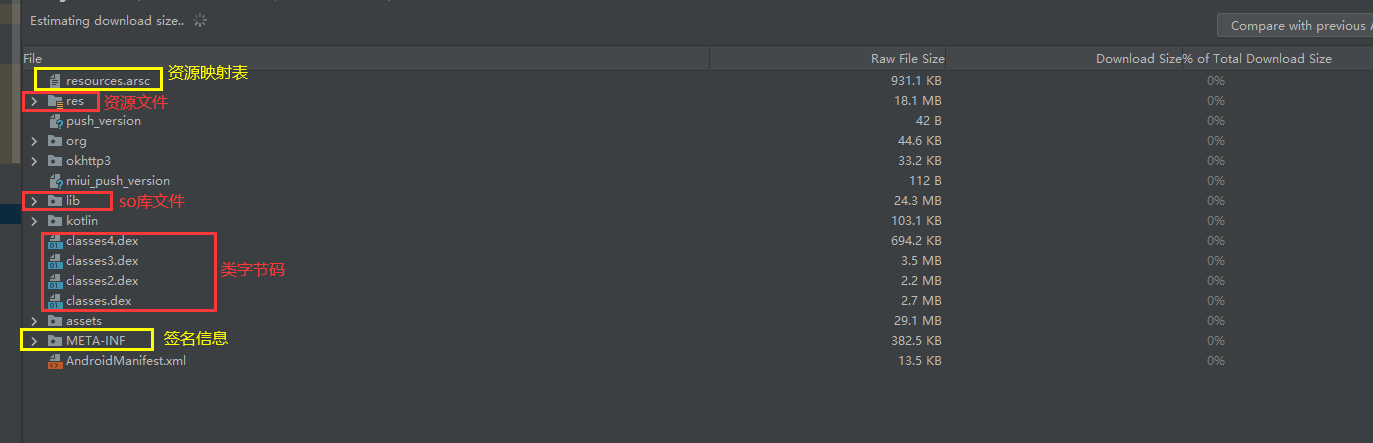 Estimating download size..
Compare with previous A
File Raw File Size Download Size % of Total Download Size
resources.arsc 资源映射表 931.1 KB 0%
res 资源文件 18.1 MB 0%
push_version 42 B 0%
org 44.6 KB 0%
okhttp3 33.2 KB 0%
miui_push_version 112 B 0%
lib so库文件 24.3 MB 0%
kotlin 103.1 KB 0%
classes4.dex 694.2 KB 0%
classes3.dex 3.5 MB 0%
类字节码
classes2.dex 2.2 MB 0%
classes.dex 2.7 MB 0%
assets 29.1 MB 0%
META-INF 签名信息 382.5 KB 0%
AndroidManifest.xml 13.5 KB 0%